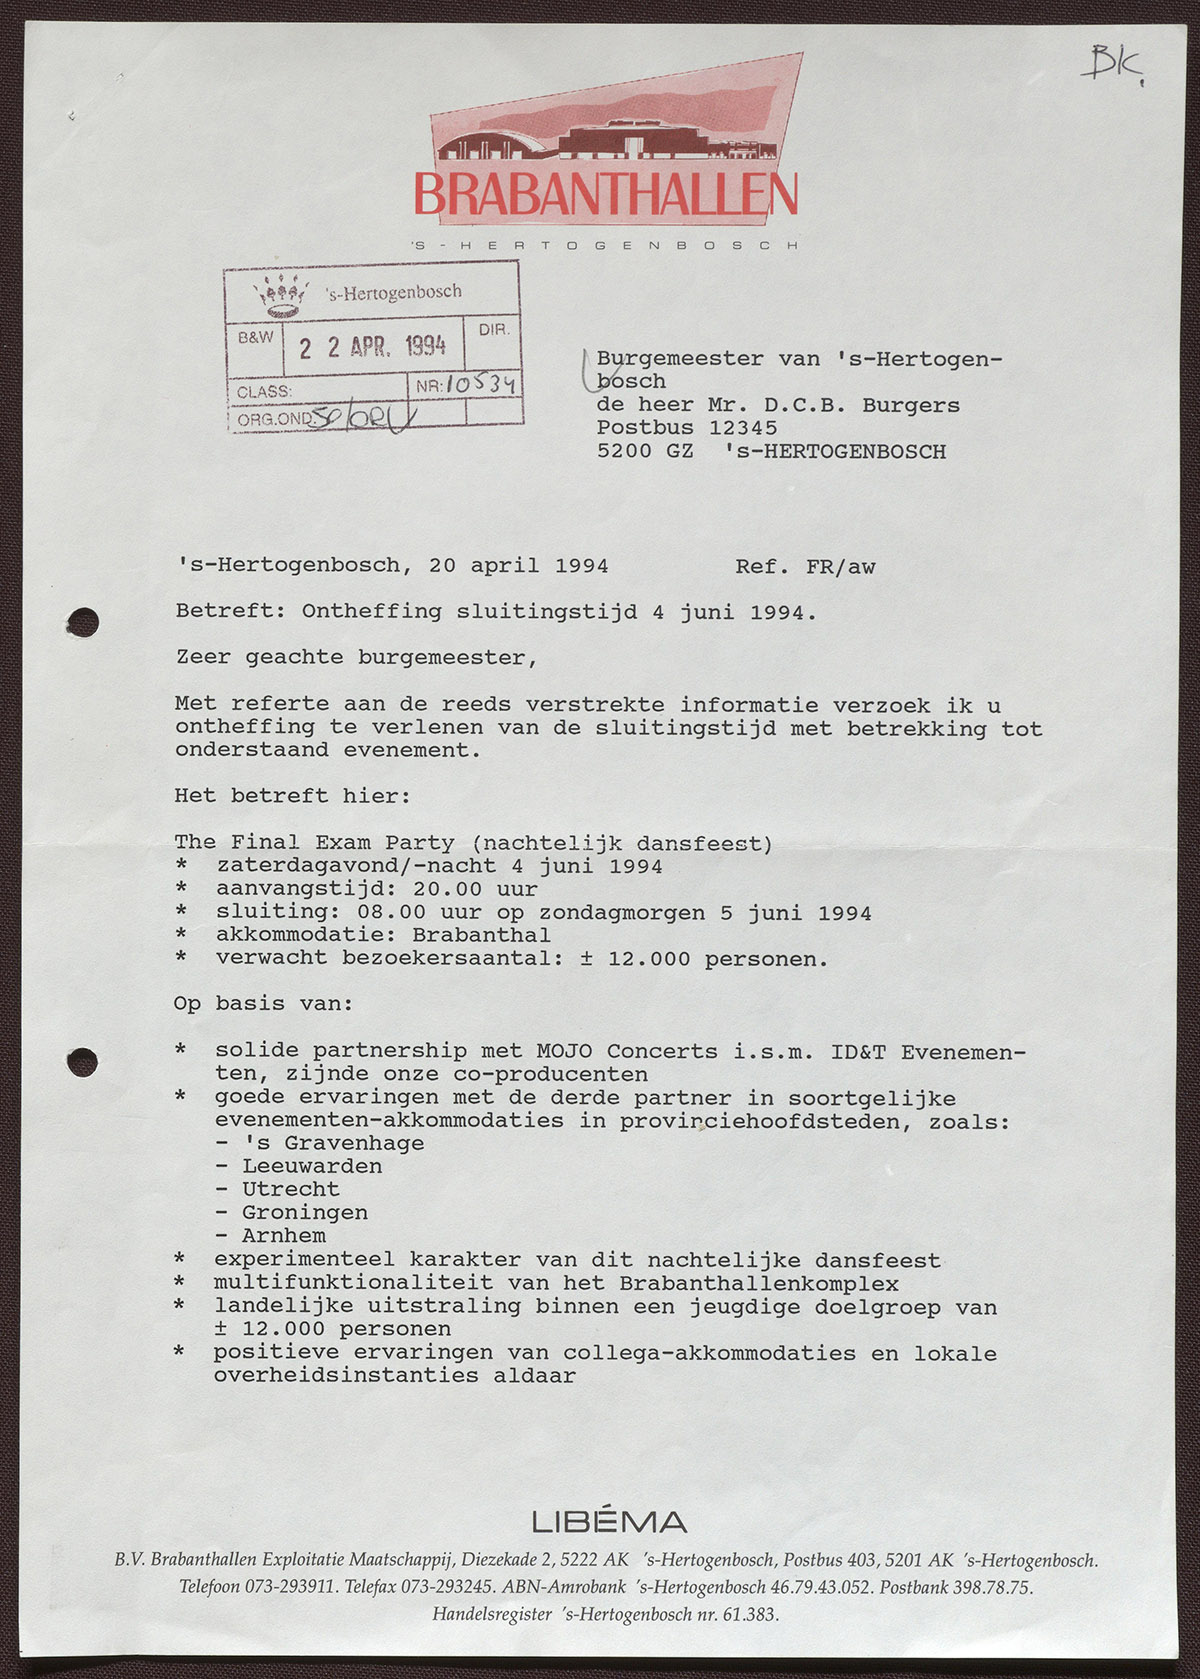 BK.
BRABANTHALLEN
'S-HERTOGENBOSCH
's-Hertogenbosch
B&W
22 APR. 1994
DIR.
CLASS:
NR: 10534
ORG.OND.
Burgemeester van 's-Hertogen-
bosch
de heer Mr. D.C.B. Burgers
Postbus 12345
5200 GZ 's-HERTOGENBOSCH
's-Hertogenbosch, 20 april 1994 Ref. FR/aw
Betreft: Ontheffing sluitingstijd 4 juni 1994.
Zeer geachte burgemeester,
Met referte aan de reeds verstrekte informatie verzoek ik u
ontheffing te verlenen van de sluitingstijd met betrekking tot
onderstaand evenement.
Het betreft hier:
The Final Exam Party (nachtelijk dansfeest)
* zaterdagavond/-nacht 4 juni 1994
* aanvangstijd: 20.00 uur
* sluiting: 08.00 uur op zondagmorgen 5 juni 1994
* akkommodatie: Brabanthal
* verwacht bezoekersaantal: ± 12.000 personen.
Op basis van:
* solide partnership met MOJO Concerts i.s.m. ID&T Evenemen-
ten, zijnde onze co-producenten
* goede ervaringen met de derde partner in soortgelijke
evenementen-akkommodaties in provinciehoofdsteden, zoals:
- 's Gravenhage
- Leeuwarden
- Utrecht
- Groningen
- Arnhem
* experimenteel karakter van dit nachtelijke dansfeest
* multifunktionaliteit van het Brabanthallenkomplex
* landelijke uitstraling binnen een jeugdige doelgroep van
± 12.000 personen
* positieve ervaringen van collega-akkommodaties en lokale
overheidsinstanties aldaar
LIBÉMA
B.V. Brabanthallen Exploitatie Maatschappij, Diezekade 2, 5222 AK 's-Hertogenbosch, Postbus 403, 5201 AK 's-Hertogenbosch.
Telefoon 073-293911. Telefax 073-293245. ABN-Amrobank 's-Hertogenbosch 46.79.43.052. Postbank 398.78.75.
Handelsregister 's-Hertogenbosch nr. 61.383.